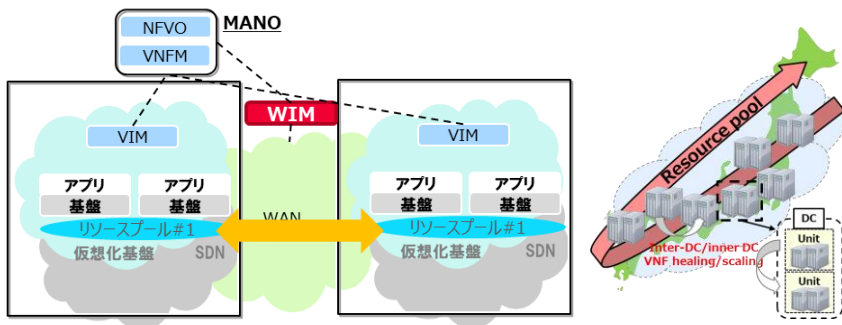 NFVO
VNFM
MANO
WIM
VIM
アプリ
基盤
アプリ
基盤
リソースプール#1
仮想化基盤
SDN
WAN
VIM
アプリ
基盤
アプリ
基盤
リソースプール#1
仮想化基盤
SDN
Resource pool
Inter-DC/inner DC
VNF healing/scaling
DC
Unit
Unit